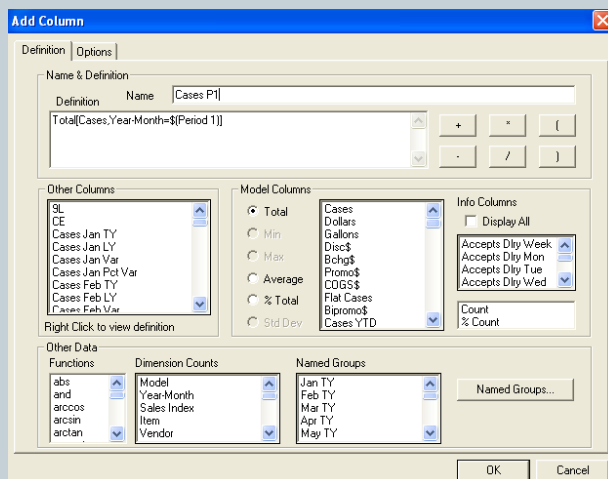 Add Column
Definition
Options
Name & Definition
Definition
Name
Cases P1
Total[Cases,Year-Month=$(Period 1)]
+
*
(
-
/
)
Other Columns
9L
CE
Cases Jan TY
Cases Jan LY
Cases Jan Var
Cases Jan Pct Var
Cases Feb TY
Cases Feb LY
Cases Feb Var
Right Click to view definition
Model Columns
Total
Min
Max
Average
% Total
Std Dev
Cases
Dollars
Gallons
Disc$
Bchg$
Promo$
COGS$
Flat Cases
Bipromo$
Cases YTD
Info Columns
Display All
Accepts Dlry Week
Accepts Dlry Mon
Accepts Dlry Tue
Accepts Dlry Wed
Count
% Count
Other Data
Functions
abs
and
arccos
arcsin
arctan
Dimension Counts
Model
Year-Month
Sales Index
Item
Vendor
Named Groups
Jan TY
Feb TY
Mar TY
Apr TY
May TY
Named Groups...
OK
Cancel